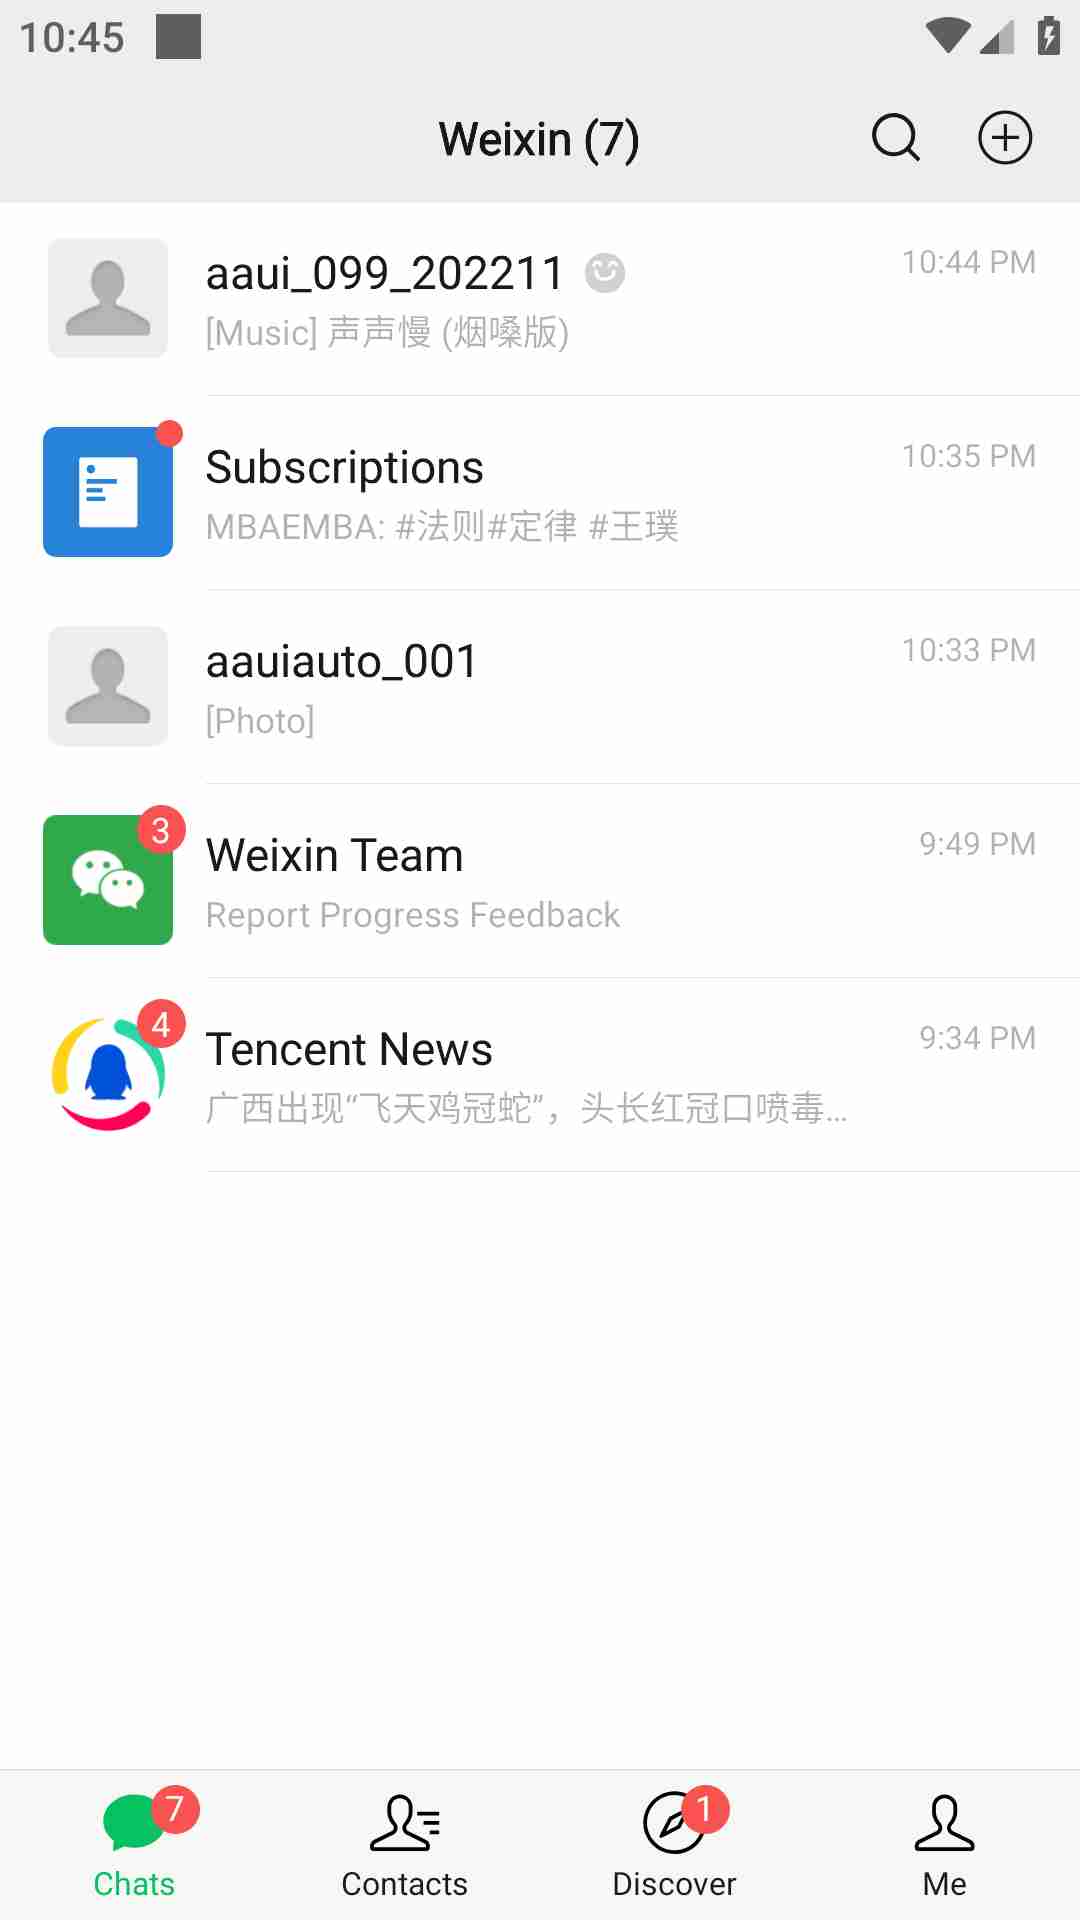 10:45
Weixin (7)
aaui_099_202211
10:44 PM
[Music] 声声慢 (烟嗓版)
Subscriptions
10:35 PM
MBAEMBA: #法则#定律 #王璞
aauiauto_001
10:33 PM
[Photo]
3
Weixin Team
9:49 PM
Report Progress Feedback
4
Tencent News
9:34 PM
广西出现“飞天鸡冠蛇”，头长红冠口喷毒...
7
1
Chats
Contacts
Discover
Me